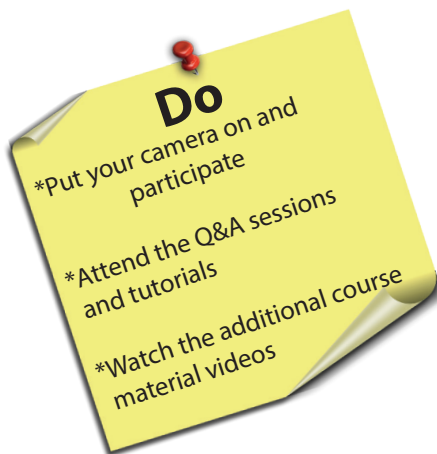 Do
*Put your camera on and
participate
*Attend the Q&A sessions
and tutorials
*Watch the additional course
material videos